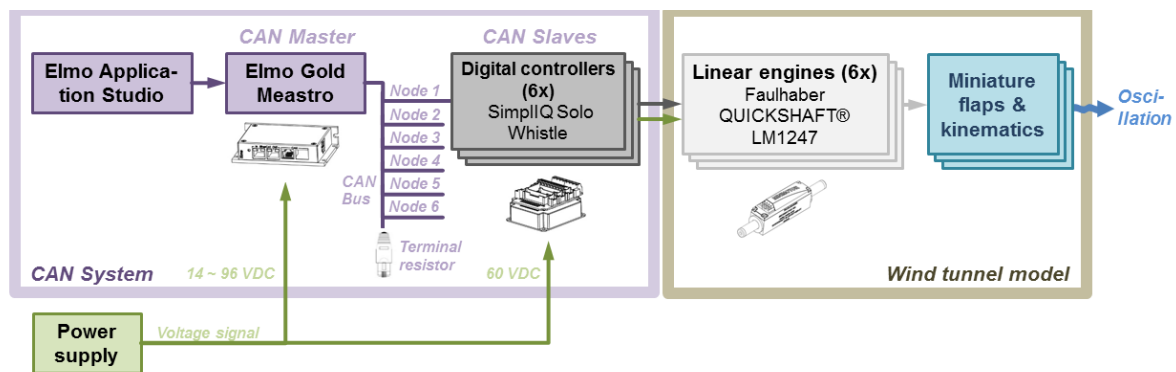 CAN Master
CAN Slaves
Elmo Applica-
tion Studio
Elmo Gold
Meastro
Node 1
Node 2
Node 3
Node 4
Node 5
Node 6
CAN
Bus
Terminal
resistor
Digital controllers
(6x)
SimplIQ Solo
Whistle
Linear engines (6x)
Faulhaber
QUICKSHAFT®
LM1247
Miniature
flaps &
kinematics
Osci-
llation
14 ~ 96 VDC
60 VDC
CAN System
Wind tunnel model
Power
supply
Voltage signal